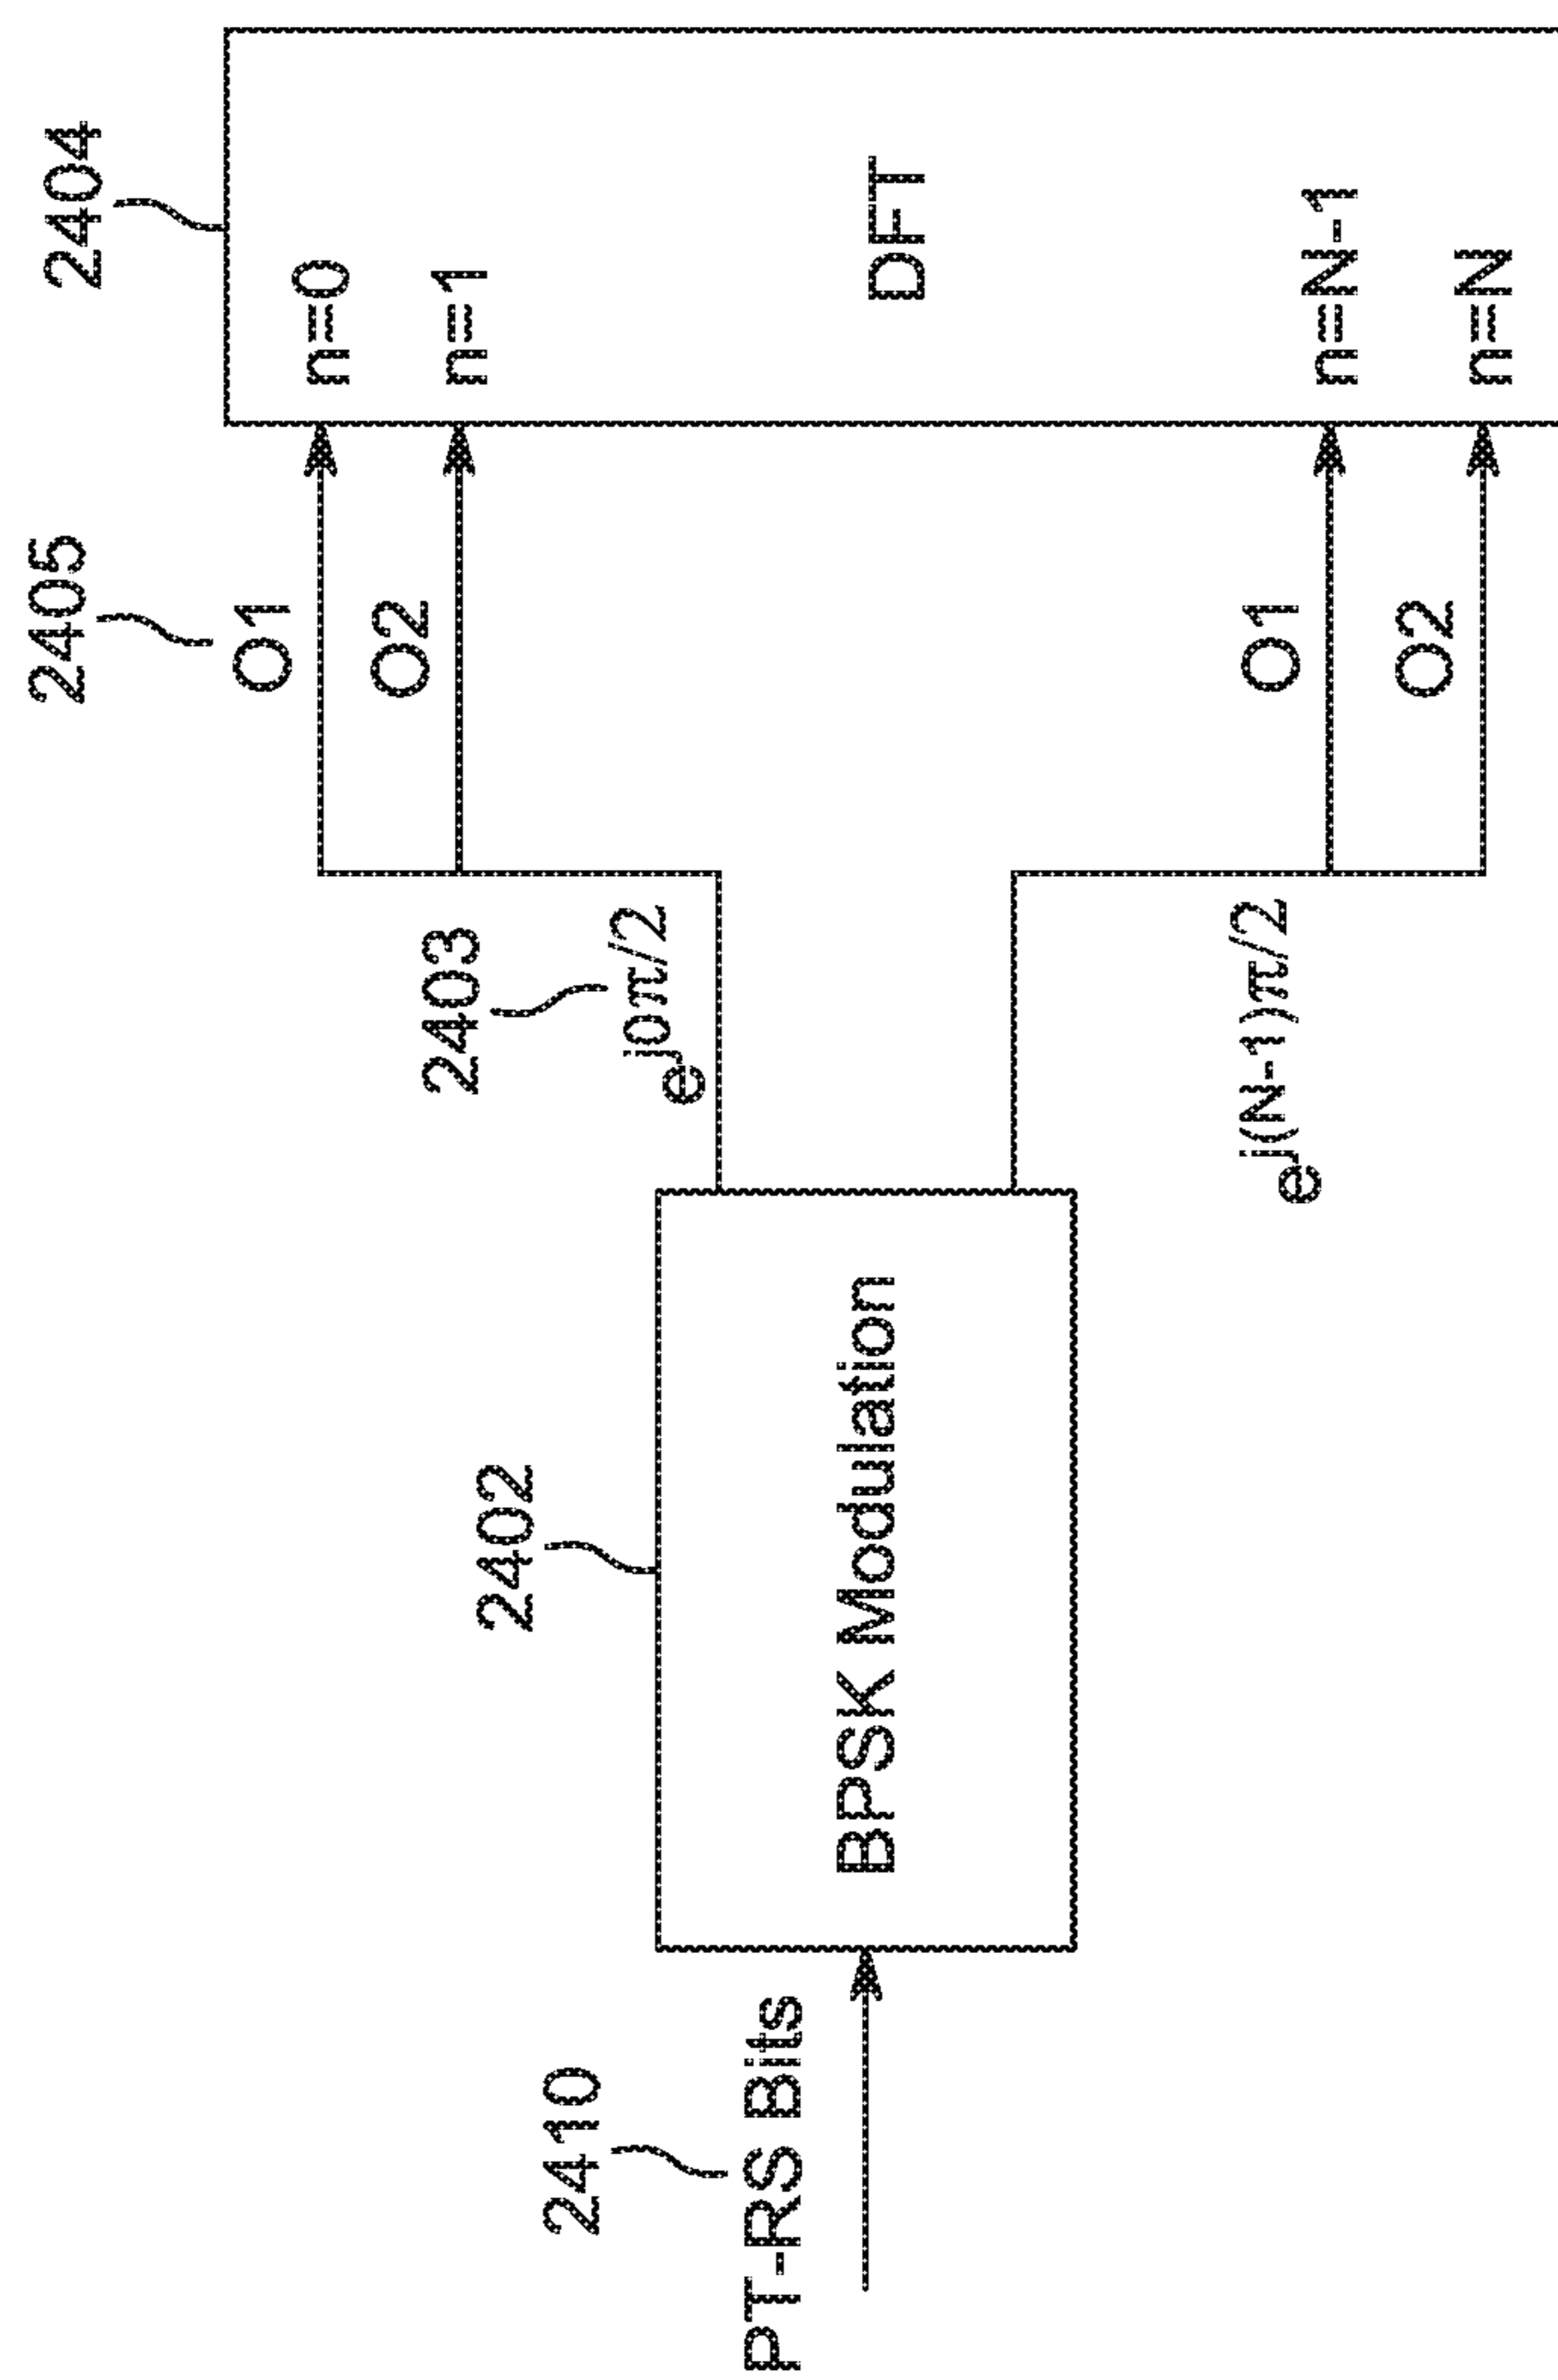 2410
PT-RS Bits
2402
BPSK Modulation
2403
e^{j0π/2}
e^{j(N-1)π/2}
2405
O1
O2
O1
O2
2404
n=0
n=1
DFT
n=N-1
n=N